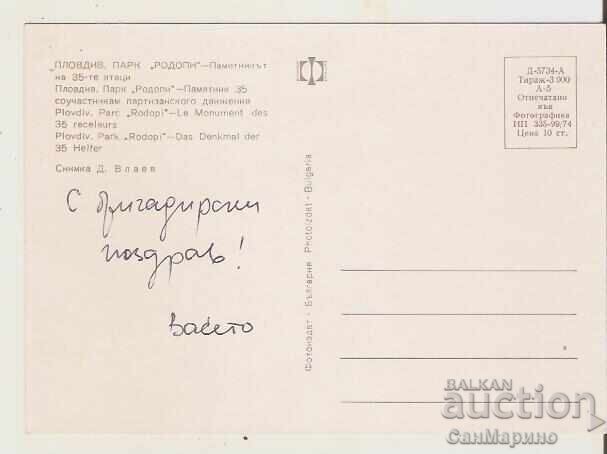 ПЛОВДИВ. ПАРК „РОДОПИ"—Паметникът
на 35-те ятаци
Пловдив. Парк „Родопи"—Памятник 35
соучастникам партизанского движения
Plovdiv. Parc „Rodopi"—Le Monument des
35 receleurs
Plovdiv. Park „Rodopi"—Das Denkmal der
35 Helfer
Снимка Д. Влаев
С бригадирски
поздрав!
Васето
Фотоиздат - България Photoizdat - Bulgaria
Д-5734-А
Тираж-3 900
А-5
Отпечатано
във
Фотографика
ИП 335-99/74
Цена 10 ст.
BALKAN
auction
СанМарино